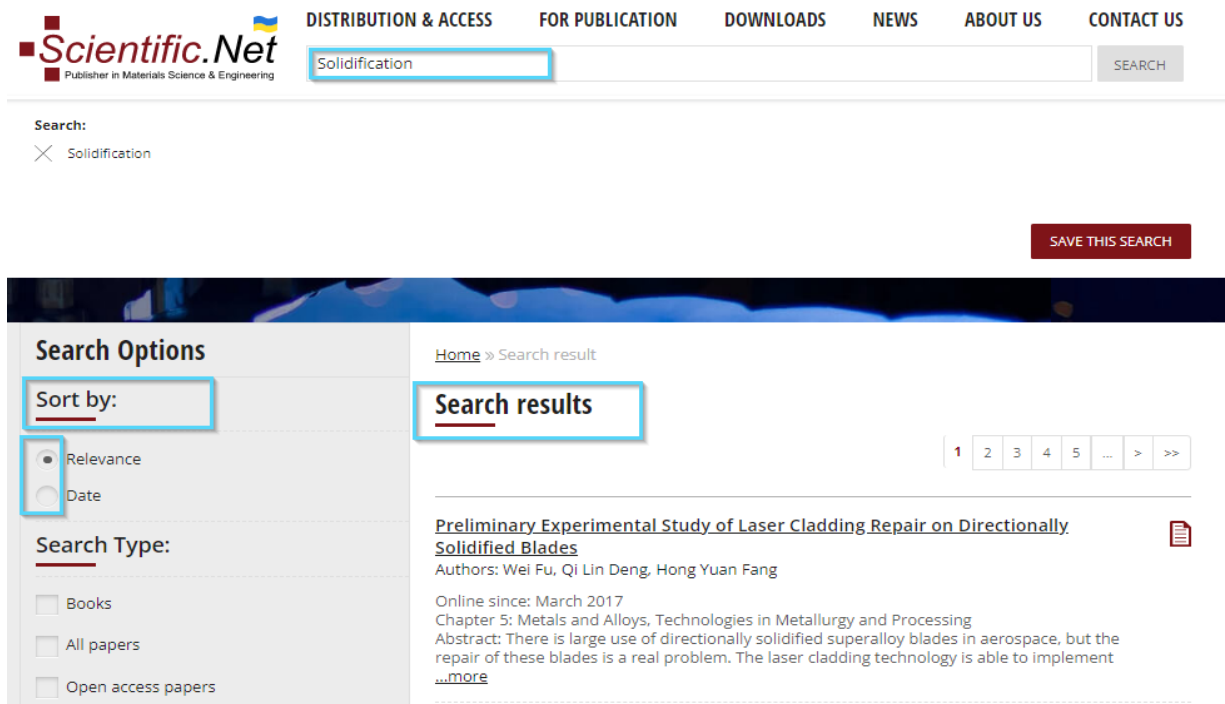 DISTRIBUTION & ACCESS FOR PUBLICATION DOWNLOADS NEWS ABOUT US CONTACT US
Scientific.Net
Publisher in Materials Science & Engineering
Solidification
SEARCH
Search:
Solidification
SAVE THIS SEARCH
Search Options
Sort by:
Relevance
Date
Search Type:
Books
All papers
Open access papers
Home » Search result
Search results
1 2 3 4 5 ... > >>
Preliminary Experimental Study of Laser Cladding Repair on Directionally
Solidified Blades
Authors: Wei Fu, Qi Lin Deng, Hong Yuan Fang
Online since: March 2017
Chapter 5: Metals and Alloys, Technologies in Metallurgy and Processing
Abstract: There is large use of directionally solidified superalloy blades in aerospace, but the
repair of these blades is a real problem. The laser cladding technology is able to implement
...more